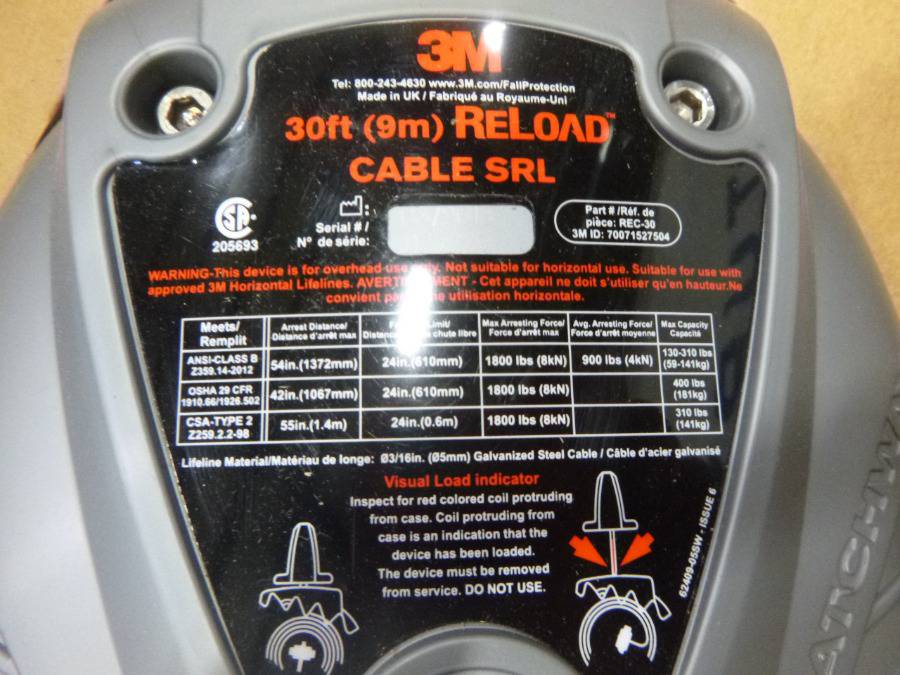 3M
Tel: 800-243-4630 www.3M.com/FallProtection
Made in UK / Fabriqué au Royaume-Uni
30ft (9m) RELOAD™
CABLE SRL
SA
205693
Serial # /
N° de série:
Part # /Réf. de
pièce: REC-30
3M ID: 70071527504
WARNING-This device is for overhead use only. Not suitable for horizontal use. Suitable for use with
approved 3M Horizontal Lifelines. AVERTISSEMENT - Cet appareil ne doit s'utiliser qu'en hauteur.Ne
convient pas une utilisation horizontale.
Meets/
Remplit
Arrest Distance/
Distance d'arrêt max
Limit/
chute libre
Max Arresting Force/
Force d'arrêt max
Avg. Arresting Force/
Force d'arrêt moyenne
Max Capacity
Capacité
ANSI-CLASS B
Z359.14-2012
54in.(1372mm)
24in.(610mm)
1800 lbs (8kN)
900 lbs (4kN)
130-310 lbs
(59-141kg)
OSHA 29 CFR
1910.66/1926.502
42in.(1067mm)
24in.(610mm)
1800 lbs (8kN)
400 lbs
(181kg)
CSA-TYPE 2
Z259.2.2-98
55in.(1.4m)
24in.(0.6m)
1800 lbs (8kN)
310 lbs
(141kg)
Lifeline Material/Matériau de longe: Ø3/16in. (Ø5mm) Galvanized Steel Cable / Câble d'acier galvanisé
Visual Load indicator
Inspect for red colored coil protruding
from case. Coil protruding from
case is an indication that the
device has been loaded.
The device must be removed
from service. DO NOT USE.
62409-05SW - ISSUE 6
ATCHW